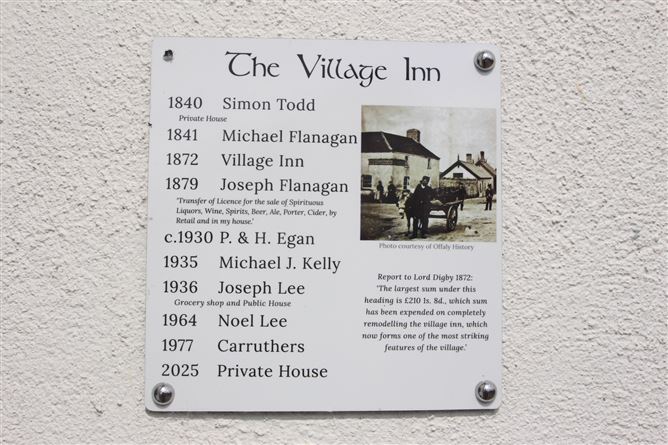 The Village Inn
1840 Simon Todd
Private House
1841 Michael Flanagan
1872 Village Inn
1879 Joseph Flanagan
'Transfer of Licence for the sale of Spirituous
Liquors, Wine, Spirits, Beer, Ale, Porter, Cider, by
Retail and in my house.'
c.1930 P. & H. Egan
1935 Michael J. Kelly
1936 Joseph Lee
Grocery shop and Public House
1964 Noel Lee
1977 Carruthers
2025 Private House
Photo courtesy of Offaly History
Report to Lord Digby 1872:
'The largest sum under this
heading is £210 1s. 8d., which sum
has been expended on completely
remodelling the village inn, which
now forms one of the most striking
features of the village.'